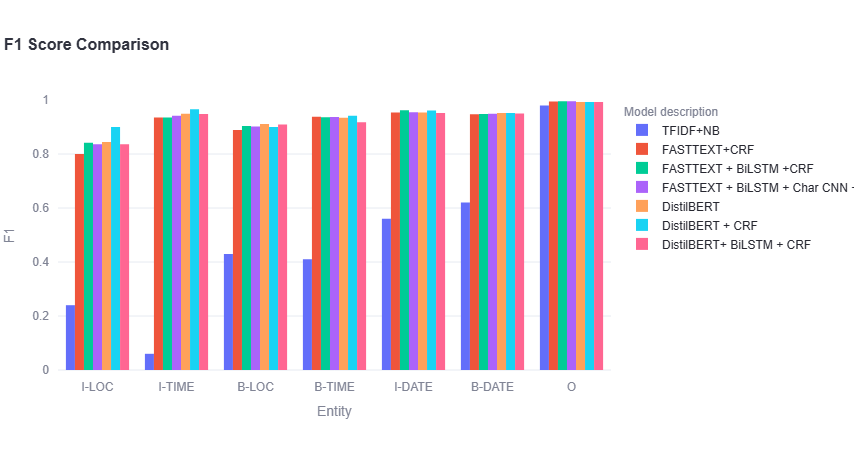 F1 Score Comparison
1
0.8
0.6
0.4
0.2
0
F1
I-LOC
I-TIME
B-LOC
B-TIME
I-DATE
B-DATE
O
Entity
Model description
TFIDF+NB
FASTTEXT+CRF
FASTTEXT + BiLSTM +CRF
FASTTEXT + BiLSTM + Char CNN -
DistilBERT
DistilBERT + CRF
DistilBERT+ BiLSTM + CRF